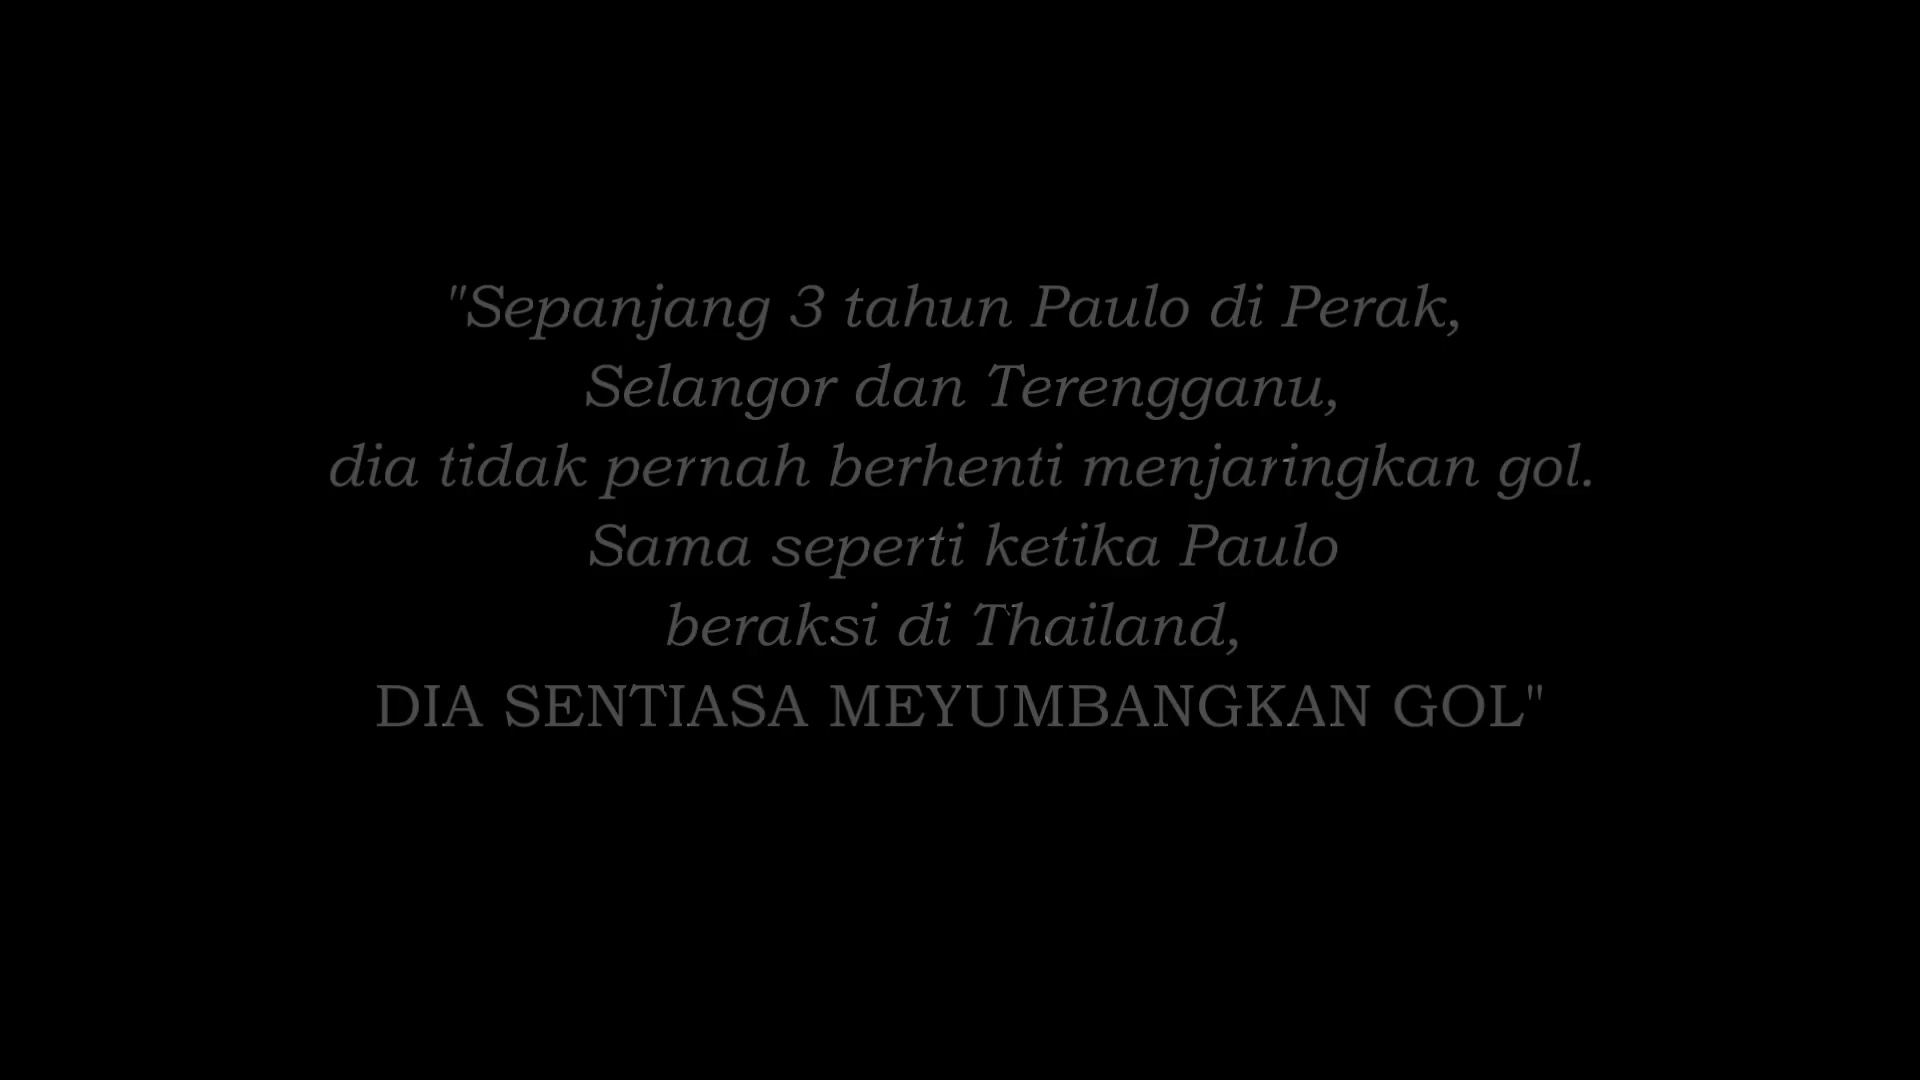 "Sepanjang 3 tahun Paulo di Perak,
Selangor dan Terengganu,
dia tidak pernah berhenti menjaringkan gol.
Sama seperti ketika Paulo
beraksi di Thailand,
DIA SENTIASA MEYUMBANGKAN GOL"